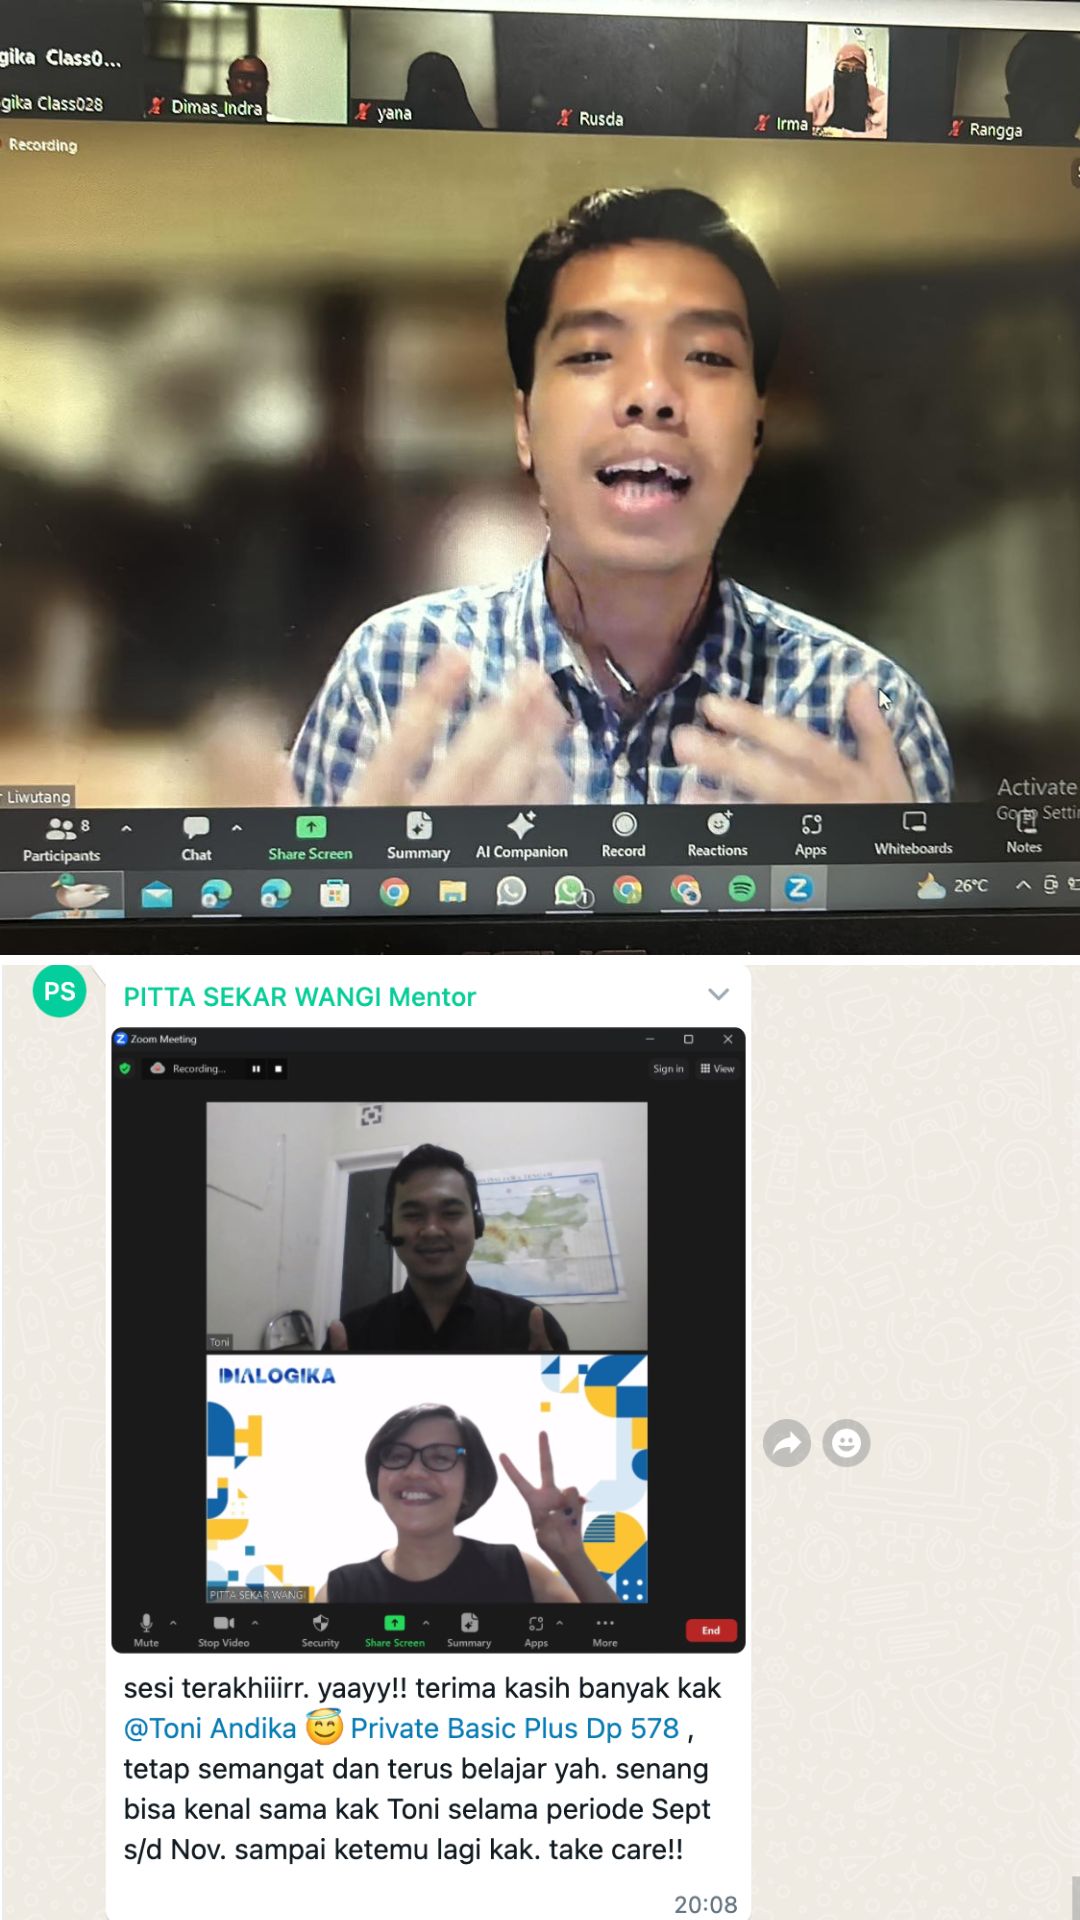 gika Class0...
gika Class028
Dimas_Indra
yana
Rusda
Irma
Rangga
Recording
Liwutang
Activate
Go to Setti
Participants
8
Chat
Share Screen
Summary
AI Companion
Record
Reactions
Apps
Whiteboards
Notes
1
26°C
PS
PITTA SEKAR WANGI Mentor
Zoom Meeting
Recording...
Sign in
View
Toni
DIALOGIKA
PITTA SEKAR WANGI
Mute
Stop Video
Security
Share Screen
Summary
Apps
More
End
sesi terakhiiirr. yaayy!! terima kasih banyak kak
@Toni Andika 😇 Private Basic Plus Dp 578 ,
tetap semangat dan terus belajar yah. senang
bisa kenal sama kak Toni selama periode Sept
s/d Nov. sampai ketemu lagi kak. take care!!
20:08